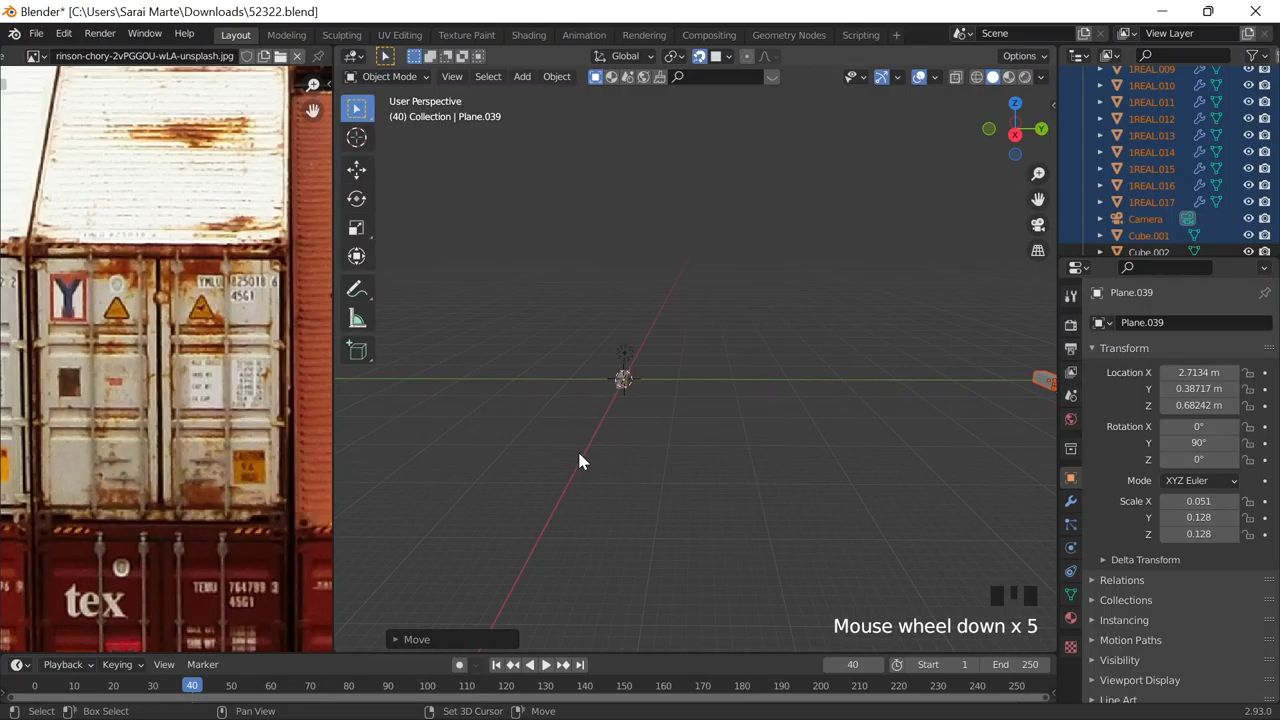 Blender* [C:\Users\Sarai Marte\Downloads\52322.blend]
File Edit Render Window Help Layout Modeling Sculpting UV Editing Texture Paint Shading Animation Rendering Compositing Geometry Nodes Scripting Scene View Layer
rinson-chory-2vPGGOU-wLA-unsplash.jpg Global Options
Object Mode View Select Add Object
User Perspective
(40) Collection | Plane.039
Z
Y
X
1REAL.009
1REAL.010
1REAL.011
1REAL.012
1REAL.013
1REAL.014
1REAL.015
1REAL.016
1REAL.017
Camera
Cube.001
Cube.002
Plane.039
Plane.039
Transform
Location X 2.7134 m
Y 0.38717 m
Z 0.68242 m
Rotation X 0°
Y 90°
Z 0°
Mode XYZ Euler
Scale X 0.051
Y 0.128
Z 0.128
Delta Transform
Relations
Collections
Instancing
Motion Paths
Visibility
Viewport Display
Line Art
Y
YMLU 825018 6
45G1
tex
TEMU 764799 3
45G1
Move
Mouse wheel down x 5
Playback Keying View Marker 40 Start 1 End 250
0 10 20 30 40 50 60 70 80 90 100 110 120 130 140 150 160 170 180 190 200 210 220 230 240 250
Select Box Select Pan View Set 3D Cursor Move 2.93.0